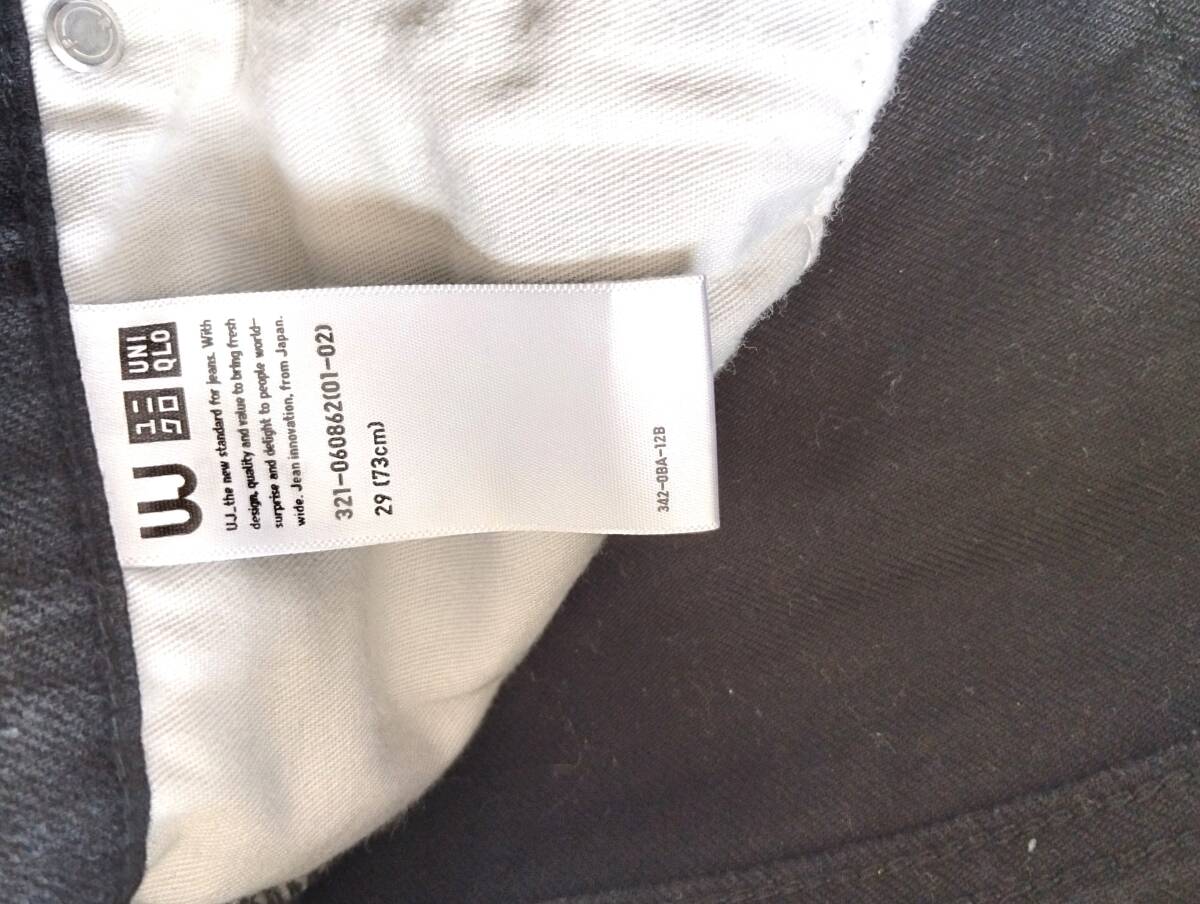 UJ
ユニ
クロ
UNI
QLO
UJ_the new standard for jeans. With
design, quality and value to bring fresh
surprise and delight to people world-
wide. Jean innovation, from Japan.
321-060862(01-02)
29 (73cm)
342-0BA-12B